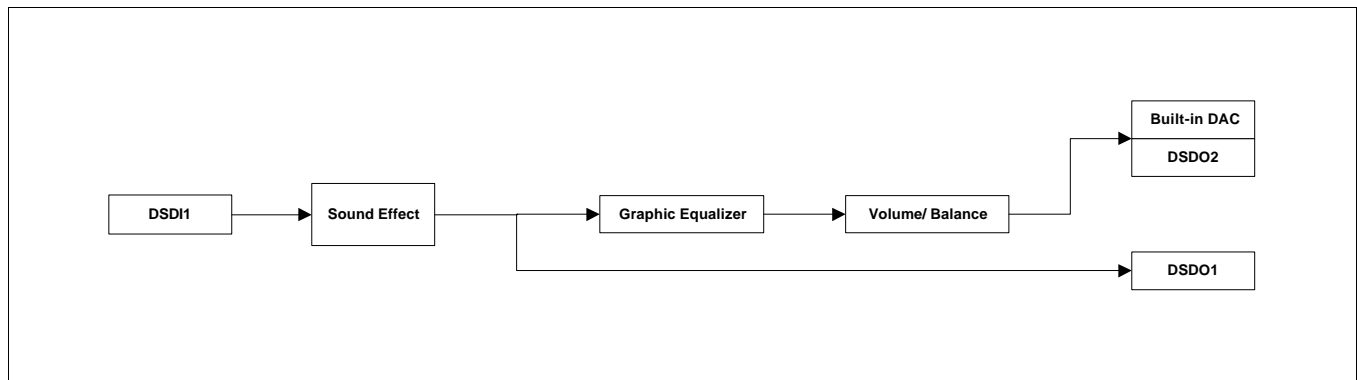 Built-in DAC
DSDO2
DSDI1
Sound Effect
Graphic Equalizer
Volume/ Balance
DSDO1